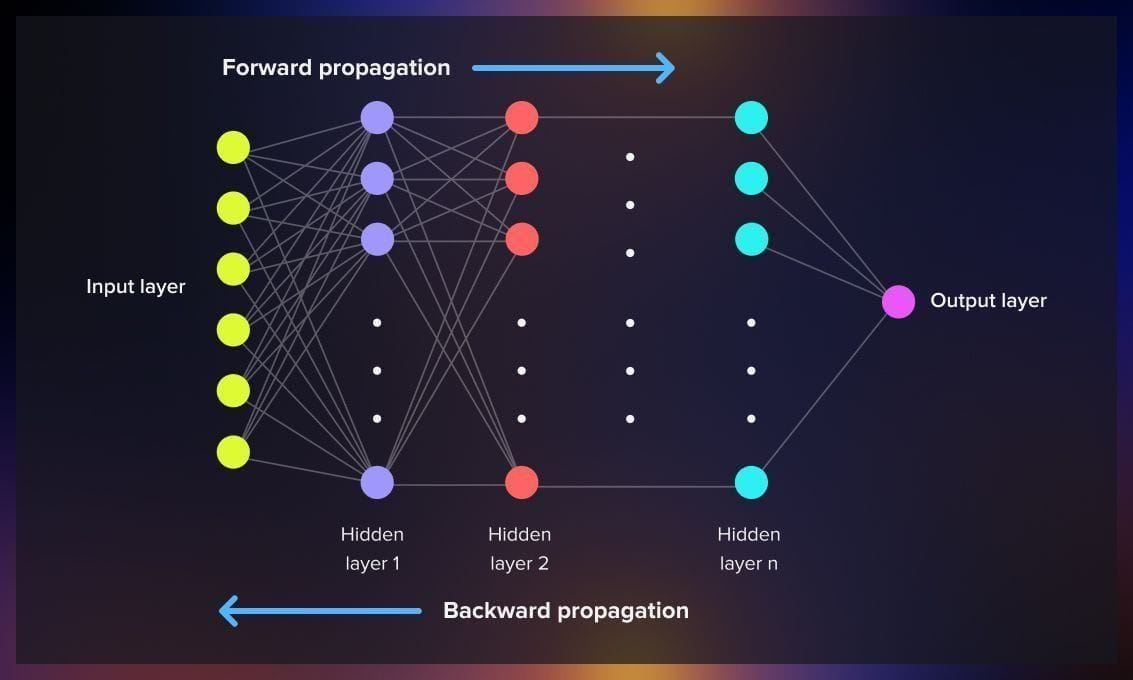 Forward propagation
Input layer
Output layer
Hidden
layer 1
Hidden
layer 2
Hidden
layer n
Backward propagation